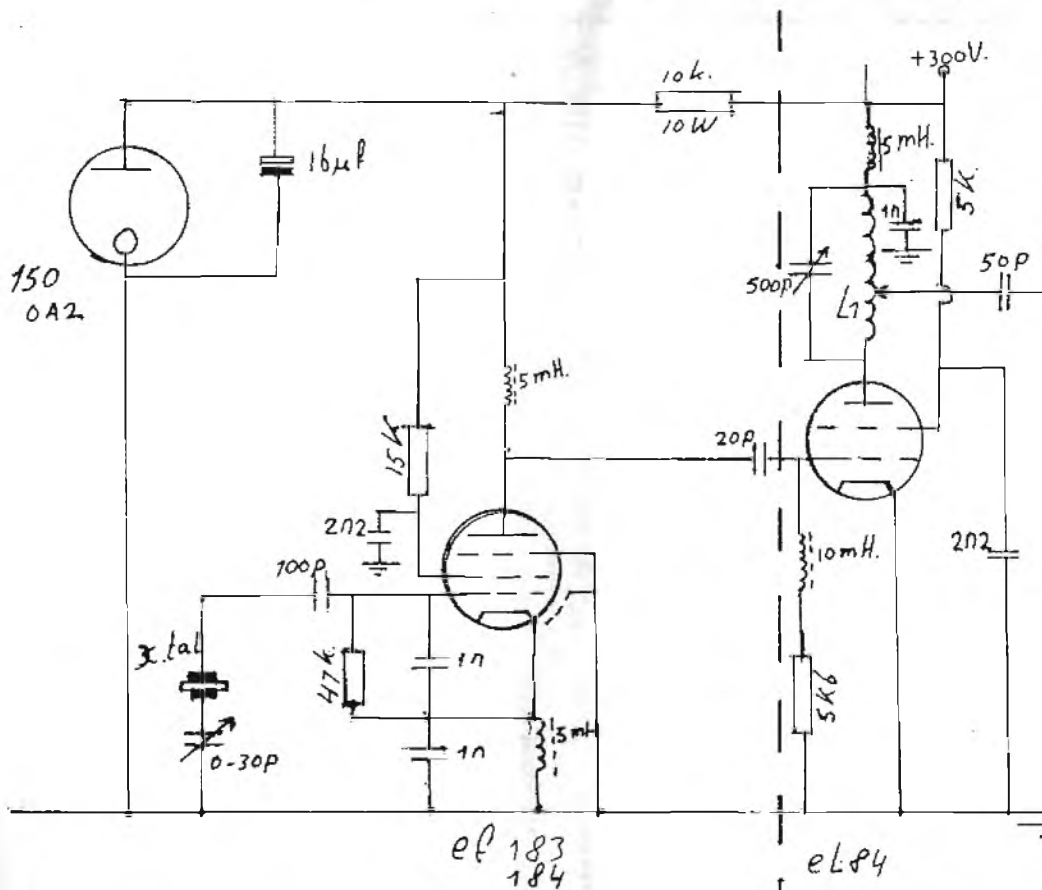 +300V.
10k.
10W
5mH.
16µf
1n
5k.
150
0A2
500p
50p
L1
5mH.
15k
20p
2n2
10mH.
2n2
100p
x.tal
47k.
1n
5k6
0-30p
1n
5mH
ef 183
184
eL84